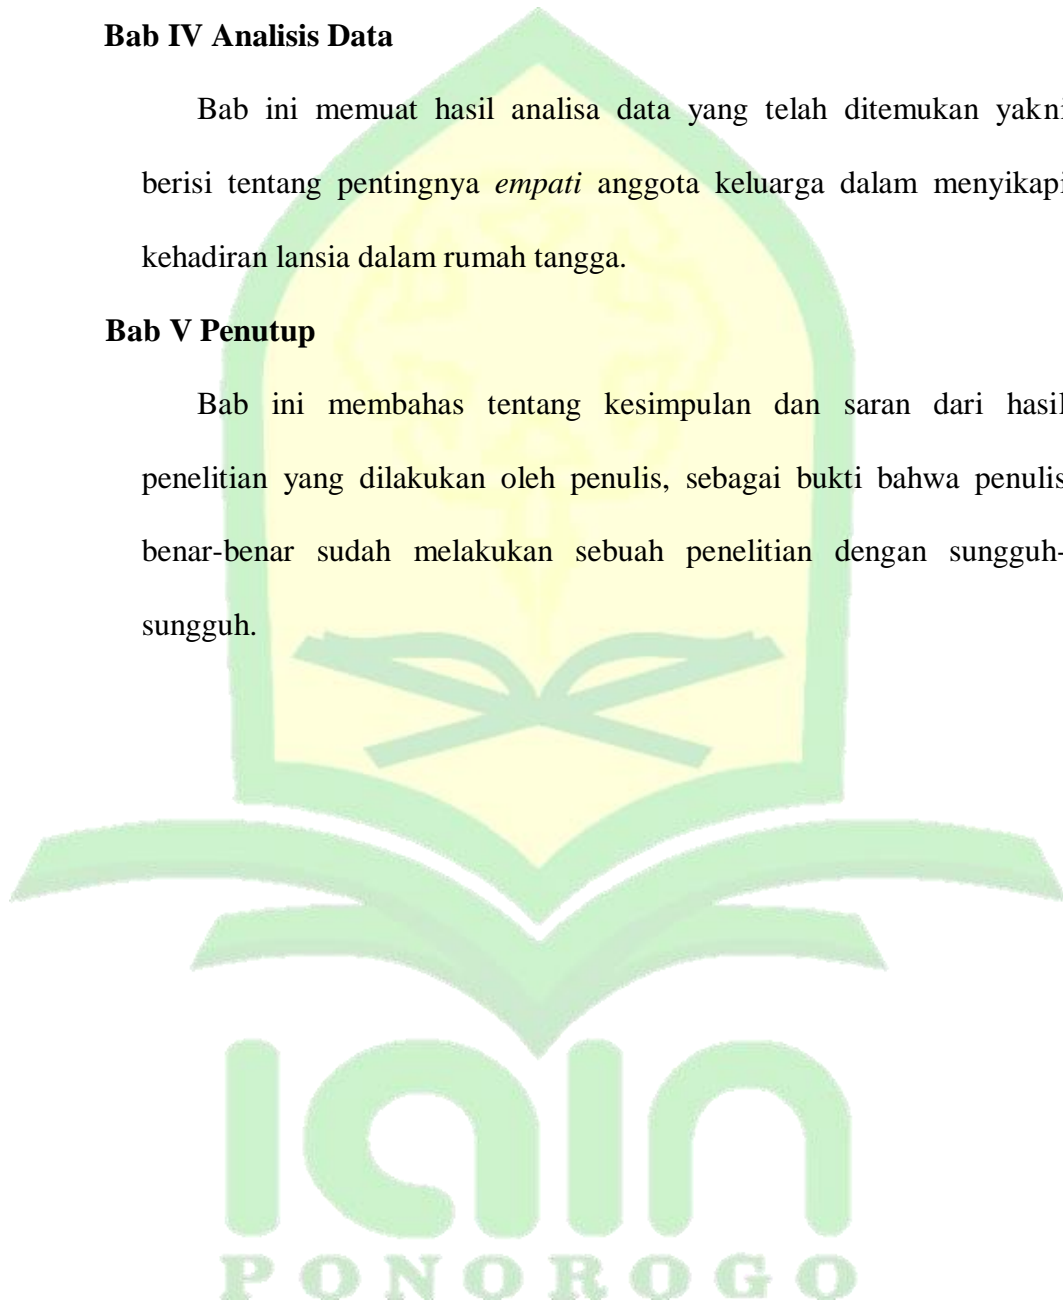 Bab IV Analisis Data
Bab ini memuat hasil analisa data yang telah ditemukan yakni
berisi tentang pentingnya empati anggota keluarga dalam menyikapi
kehadiran lansia dalam rumah tangga.
Bab V Penutup
Bab ini membahas tentang kesimpulan dan saran dari hasil
penelitian yang dilakukan oleh penulis, sebagai bukti bahwa penulis
benar-benar sudah melakukan sebuah penelitian dengan sungguh-
sungguh.
iain
PONOROGO